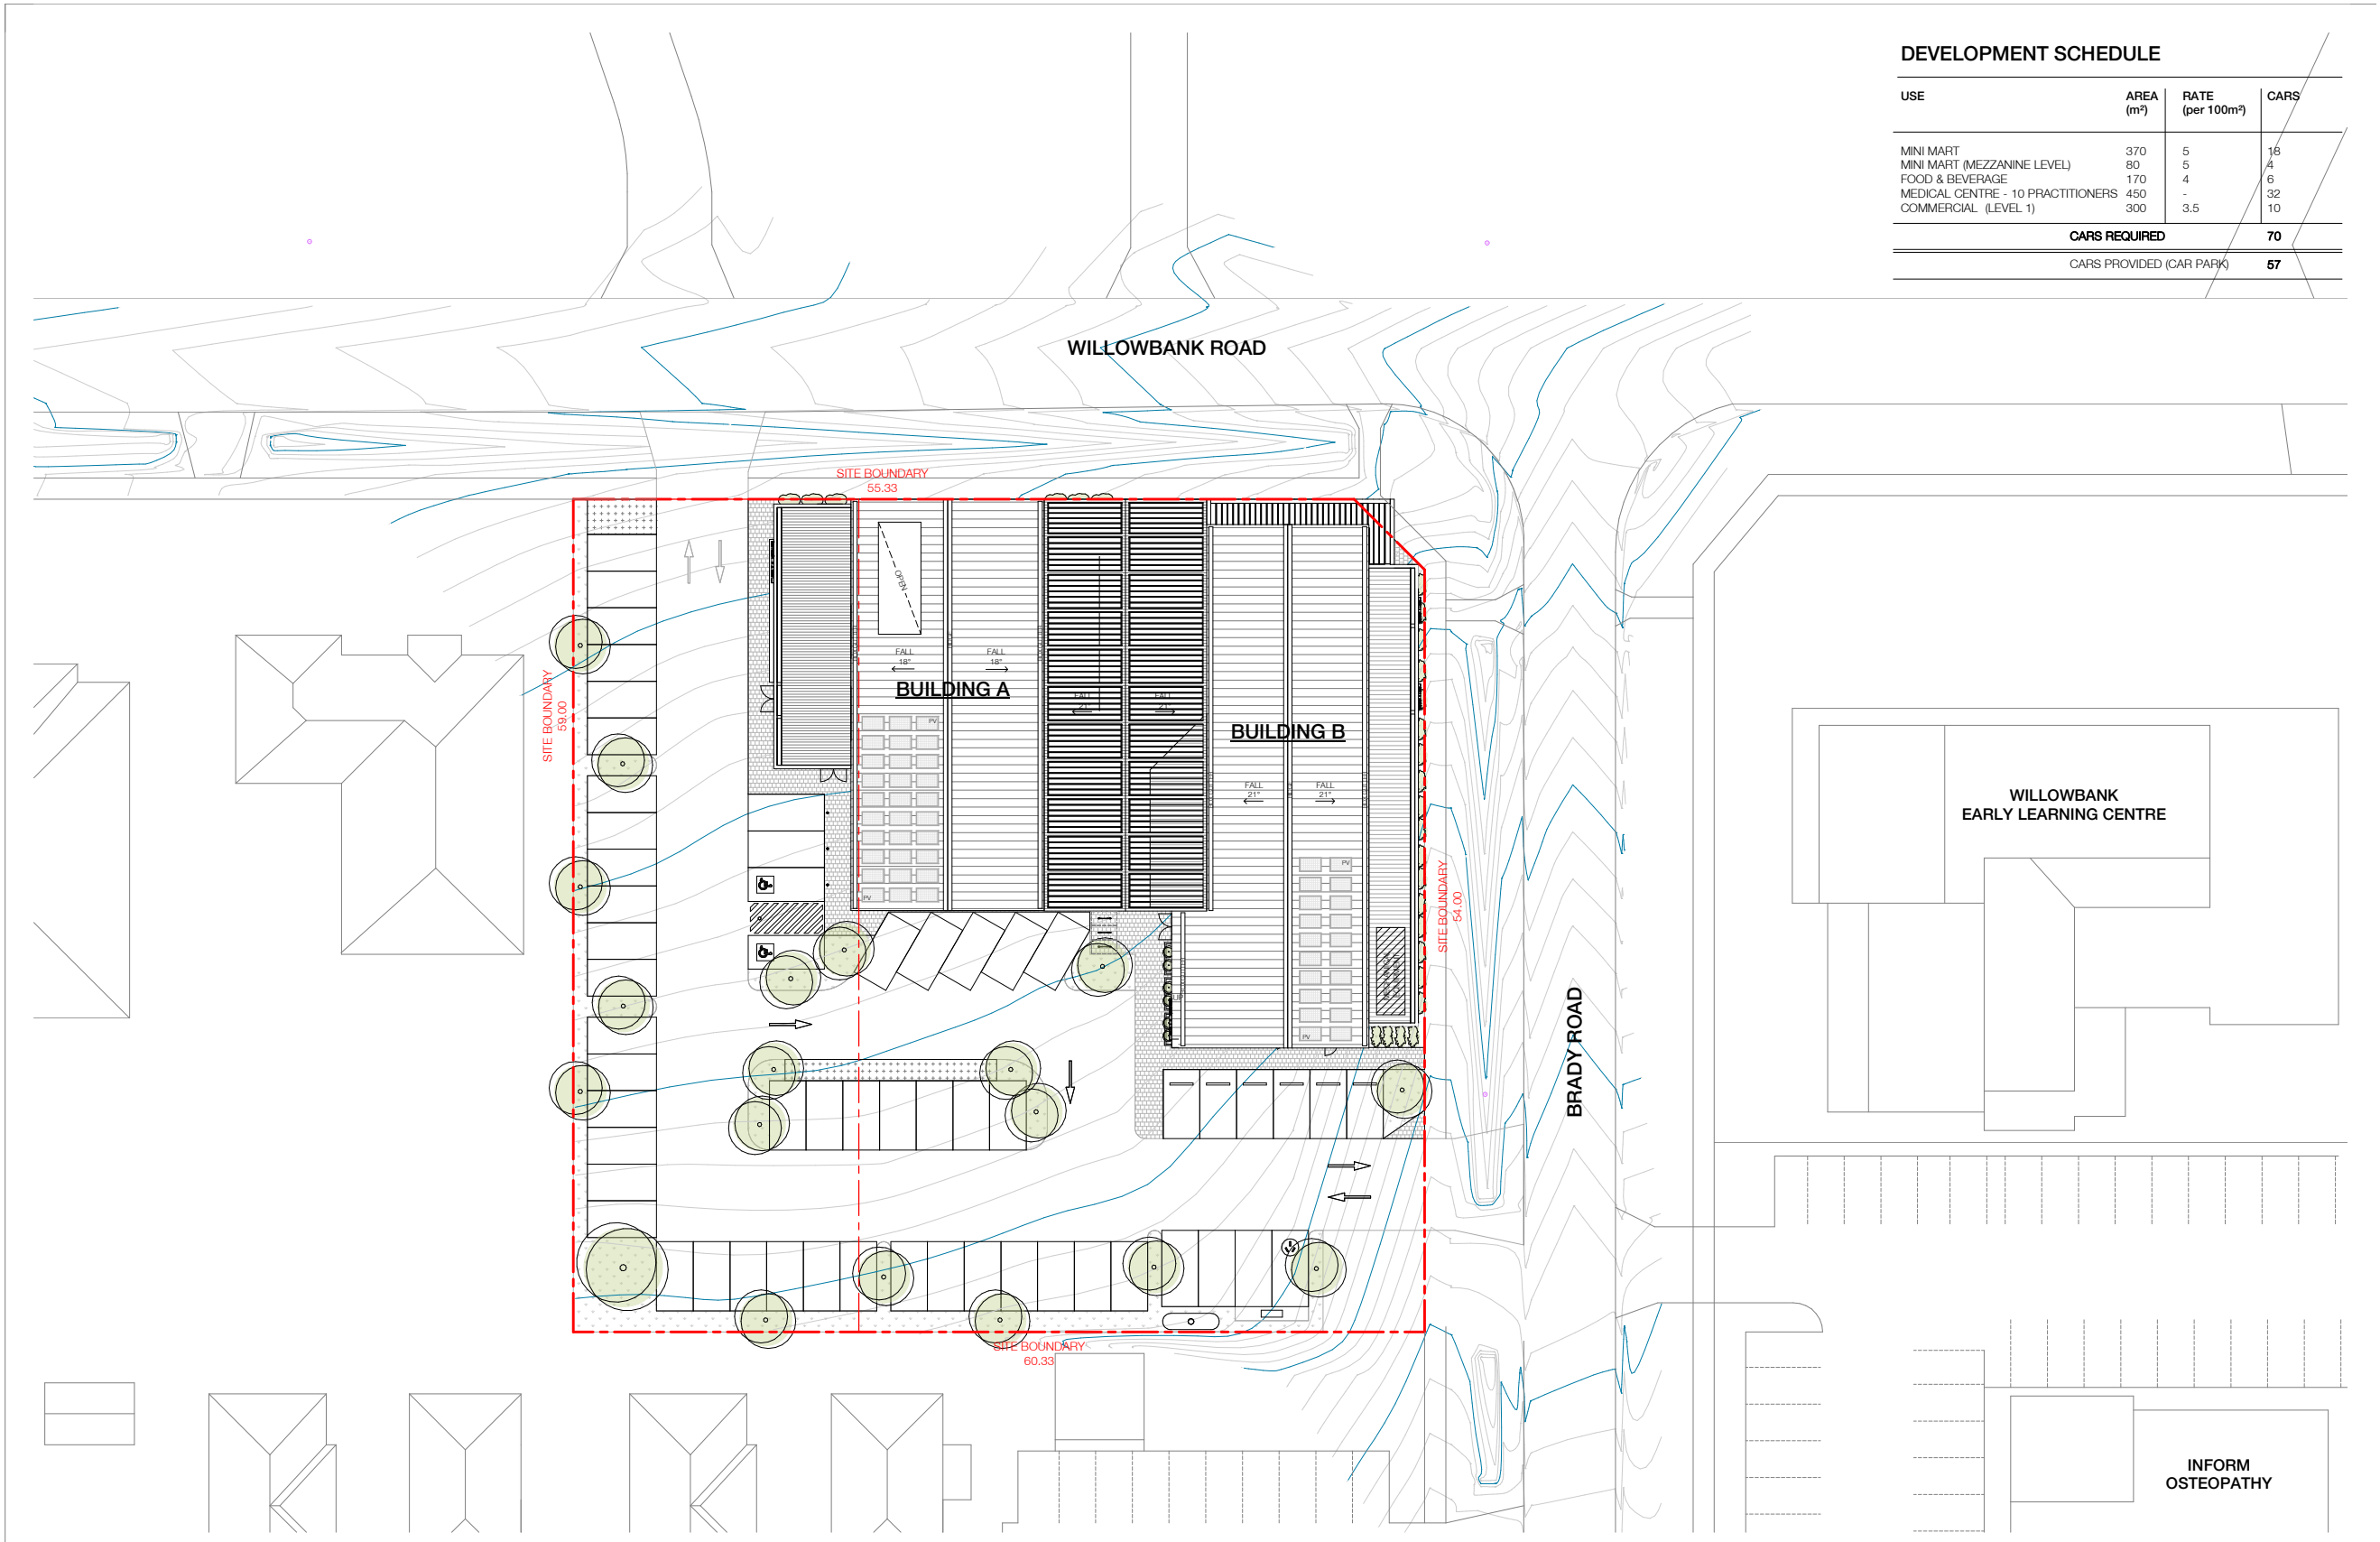 DEVELOPMENT SCHEDULE
USE AREA (m²) RATE (per 100m²) CARS
MINI MART 370 5 18
MINI MART (MEZZANINE LEVEL) 80 5 4
FOOD & BEVERAGE 170 4 6
MEDICAL CENTRE - 10 PRACTITIONERS 450 - 32
COMMERCIAL (LEVEL 1) 300 3.5 10
CARS REQUIRED 70
CARS PROVIDED (CAR PARK) 57
WILLOWBANK ROAD
SITE BOUNDARY
55.33
OPEN
FALL
18°
FALL
18°
BUILDING A
FALL
21°
FALL
21°
BUILDING B
SITE BOUNDARY
59.00
PV
FALL
21°
FALL
21°
PV
PV
PV
SITE BOUNDARY
54.00
BRADY ROAD
WILLOWBANK
EARLY LEARNING CENTRE
SITE BOUNDARY
60.33
INFORM
OSTEOPATHY